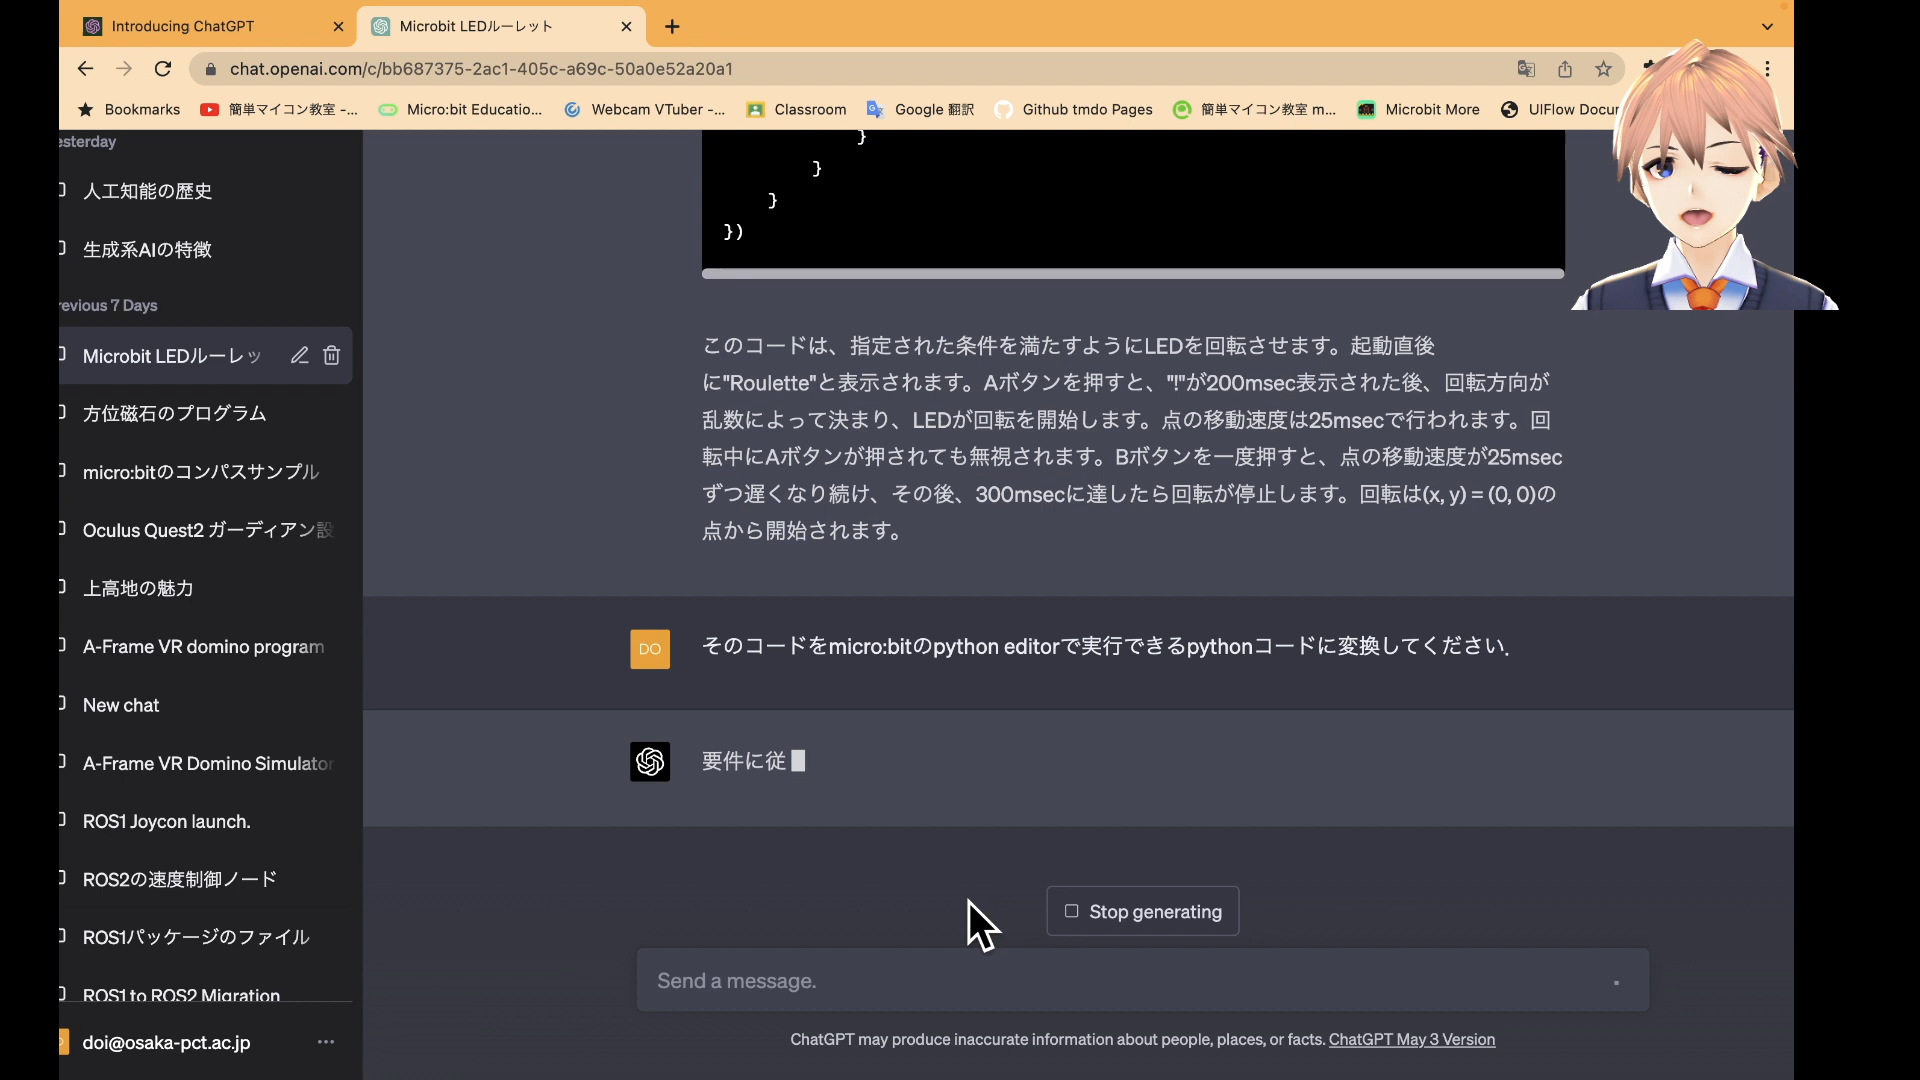 Introducing ChatGPT
Microbit LEDルーレット
chat.openai.com/c/bb687375-2ac1-405c-a69c-50a0e52a20a1
Bookmarks
簡単マイコン教室 -...
Micro:bit Educatio...
Webcam VTuber -...
Classroom
Google 翻訳
Github tmdo Pages
簡単マイコン教室 m...
Microbit More
UIFlow Docu
esterday
人工知能の歴史
生成系AIの特徴
revious 7 Days
Microbit LEDルーレッ
方位磁石のプログラム
micro:bitのコンパスサンプル
Oculus Quest2 ガーディアン設
上高地の魅力
A-Frame VR domino program
New chat
A-Frame VR Domino Simulator
ROS1 Joycon launch.
ROS2の速度制御ノード
ROS1パッケージのファイル
ROS1 to ROS2 Migration
doi@osaka-pct.ac.jp
}
}
}
})
このコードは、指定された条件を満たすようにLEDを回転させます。起動直後
に"Roulette"と表示されます。Aボタンを押すと、"!"が200msec表示された後、回転方向が
乱数によって決まり、LEDが回転を開始します。点の移動速度は25msecで行われます。回
転中にAボタンが押されても無視されます。Bボタンを一度押すと、点の移動速度が25msec
ずつ遅くなり続け、その後、300msecに達したら回転が停止します。回転は(x, y) = (0, 0)の
点から開始されます。
DO
そのコードをmicro:bitのpython editorで実行できるpythonコードに変換してください.
要件に従
Stop generating
Send a message.
ChatGPT may produce inaccurate information about people, places, or facts. ChatGPT May 3 Version